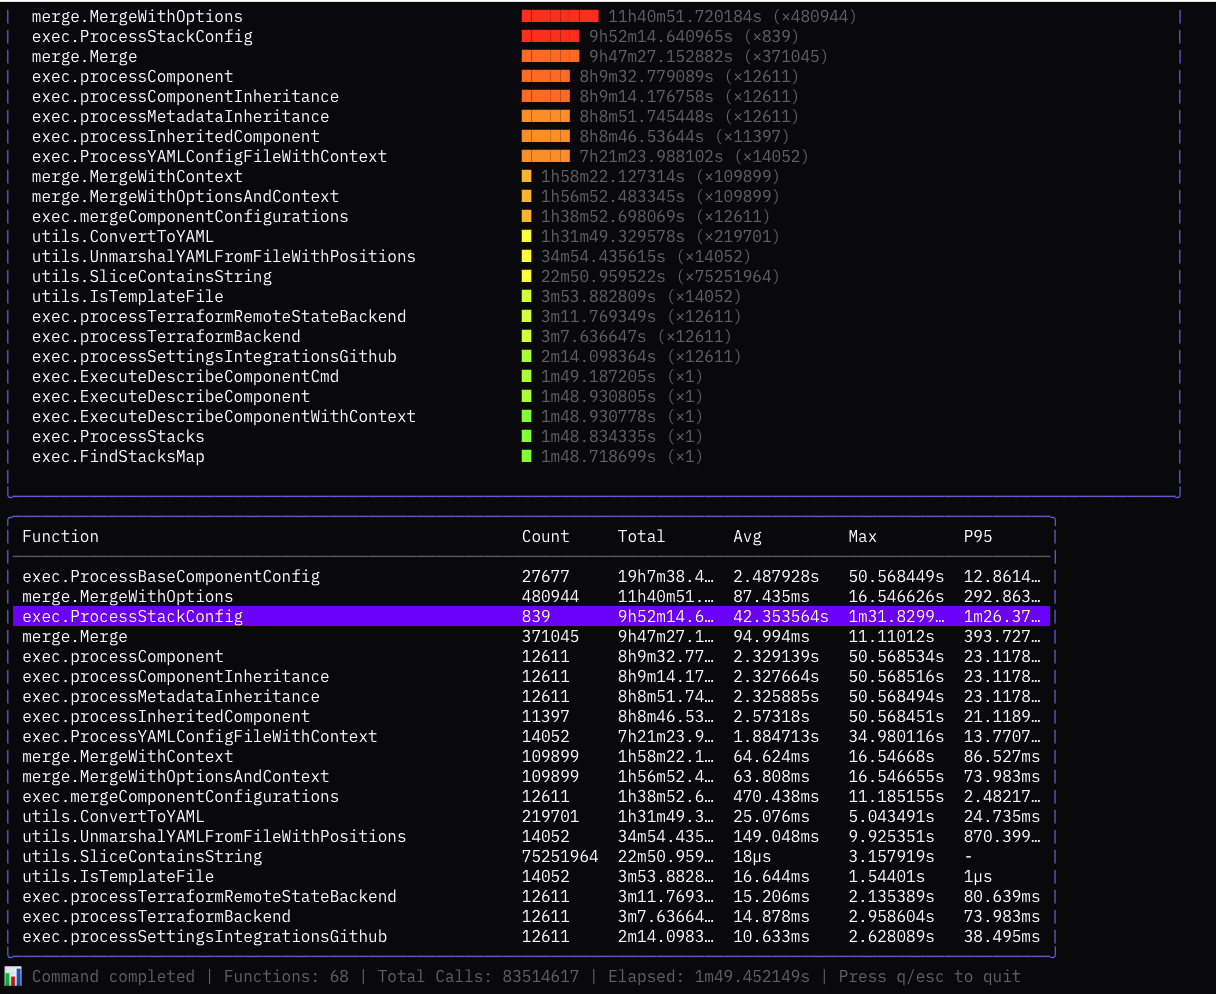 merge.MergeWithOptions 11h40m51.720184s (×480944)
exec.ProcessStackConfig 9h52m14.640965s (×839)
merge.Merge 9h47m27.152882s (×371045)
exec.processComponent 8h9m32.779089s (×12611)
exec.processComponentInheritance 8h9m14.176758s (×12611)
exec.processMetadataInheritance 8h8m51.745448s (×12611)
exec.processInheritedComponent 8h8m46.53644s (×11397)
exec.ProcessYAMLConfigFileWithContext 7h21m23.988102s (×14052)
merge.MergeWithContext 1h58m22.127314s (×109899)
merge.MergeWithOptionsAndContext 1h56m52.483345s (×109899)
exec.mergeComponentConfigurations 1h38m52.698069s (×12611)
utils.ConvertToYAML 1h31m49.329578s (×219701)
utils.UnmarshalYAMLFromFileWithPositions 34m54.435615s (×14052)
utils.SliceContainsString 22m50.959522s (×75251964)
utils.IsTemplateFile 3m53.882809s (×14052)
exec.processTerraformRemoteStateBackend 3m11.769349s (×12611)
exec.processTerraformBackend 3m7.636647s (×12611)
exec.processSettingsIntegrationsGithub 2m14.098364s (×12611)
exec.ExecuteDescribeComponentCmd 1m49.187205s (×1)
exec.ExecuteDescribeComponent 1m48.930805s (×1)
exec.ExecuteDescribeComponentWithContext 1m48.930778s (×1)
exec.ProcessStacks 1m48.834335s (×1)
exec.FindStacksMap 1m48.718699s (×1)
Function Count Total Avg Max P95
exec.ProcessBaseComponentConfig 27677 19h7m38.4… 2.487928s 50.568449s 12.8614…
merge.MergeWithOptions 480944 11h40m51.… 87.435ms 16.546626s 292.863…
exec.ProcessStackConfig 839 9h52m14.6… 42.353564s 1m31.8299… 1m26.37…
merge.Merge 371045 9h47m27.1… 94.994ms 11.11012s 393.727…
exec.processComponent 12611 8h9m32.77… 2.329139s 50.568534s 23.1178…
exec.processComponentInheritance 12611 8h9m14.17… 2.327664s 50.568516s 23.1178…
exec.processMetadataInheritance 12611 8h8m51.74… 2.325885s 50.568494s 23.1178…
exec.processInheritedComponent 11397 8h8m46.53… 2.57318s 50.568451s 21.1189…
exec.ProcessYAMLConfigFileWithContext 14052 7h21m23.9… 1.884713s 34.980116s 13.7707…
merge.MergeWithContext 109899 1h58m22.1… 64.624ms 16.54668s 86.527ms
merge.MergeWithOptionsAndContext 109899 1h56m52.4… 63.808ms 16.546655s 73.983ms
exec.mergeComponentConfigurations 12611 1h38m52.6… 470.438ms 11.185155s 2.48217…
utils.ConvertToYAML 219701 1h31m49.3… 25.076ms 5.043491s 24.735ms
utils.UnmarshalYAMLFromFileWithPositions 14052 34m54.435… 149.048ms 9.925351s 870.399…
utils.SliceContainsString 75251964 22m50.959… 18µs 3.157919s -
utils.IsTemplateFile 14052 3m53.8828… 16.644ms 1.54401s 1µs
exec.processTerraformRemoteStateBackend 12611 3m11.7693… 15.206ms 2.135389s 80.639ms
exec.processTerraformBackend 12611 3m7.63664… 14.878ms 2.958604s 73.983ms
exec.processSettingsIntegrationsGithub 12611 2m14.0983… 10.633ms 2.628089s 38.495ms
Command completed | Functions: 68 | Total Calls: 83514617 | Elapsed: 1m49.452149s | Press q/esc to quit